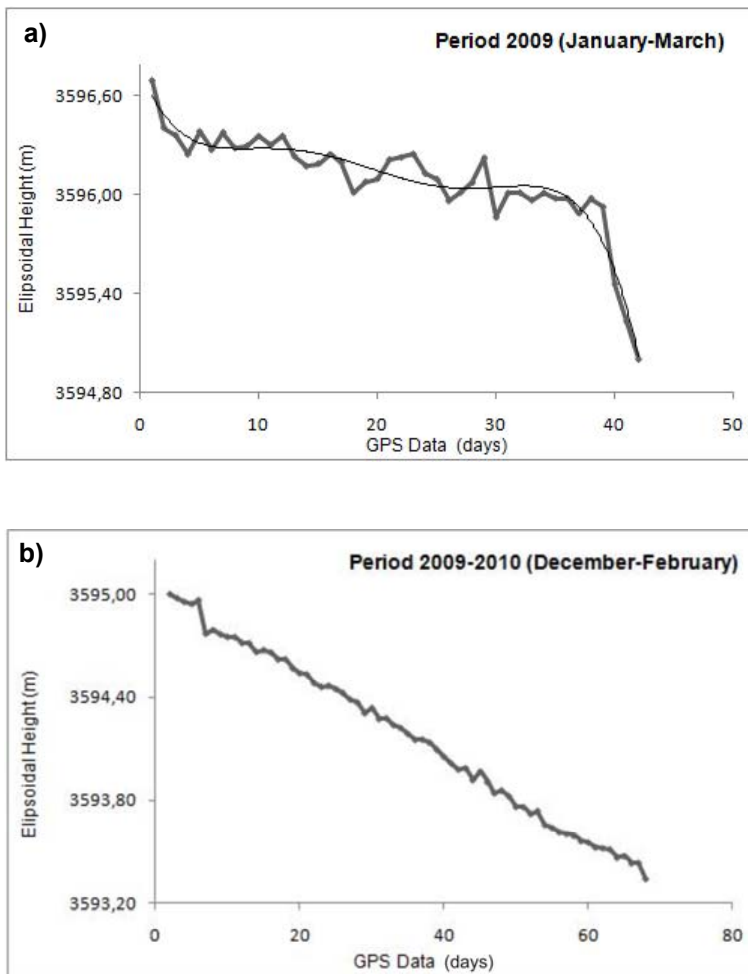 a)
Period 2009 (January-March)
Elipsoidal Height (m)
3596,60
3596,00
3595,40
3594,80
0 10 20 30 40 50
GPS Data (days)
b)
Period 2009-2010 (December-February)
Elipsoidal Height (m)
3595,00
3594,40
3593,80
3593,20
0 20 40 60 80
GPS Data (days)